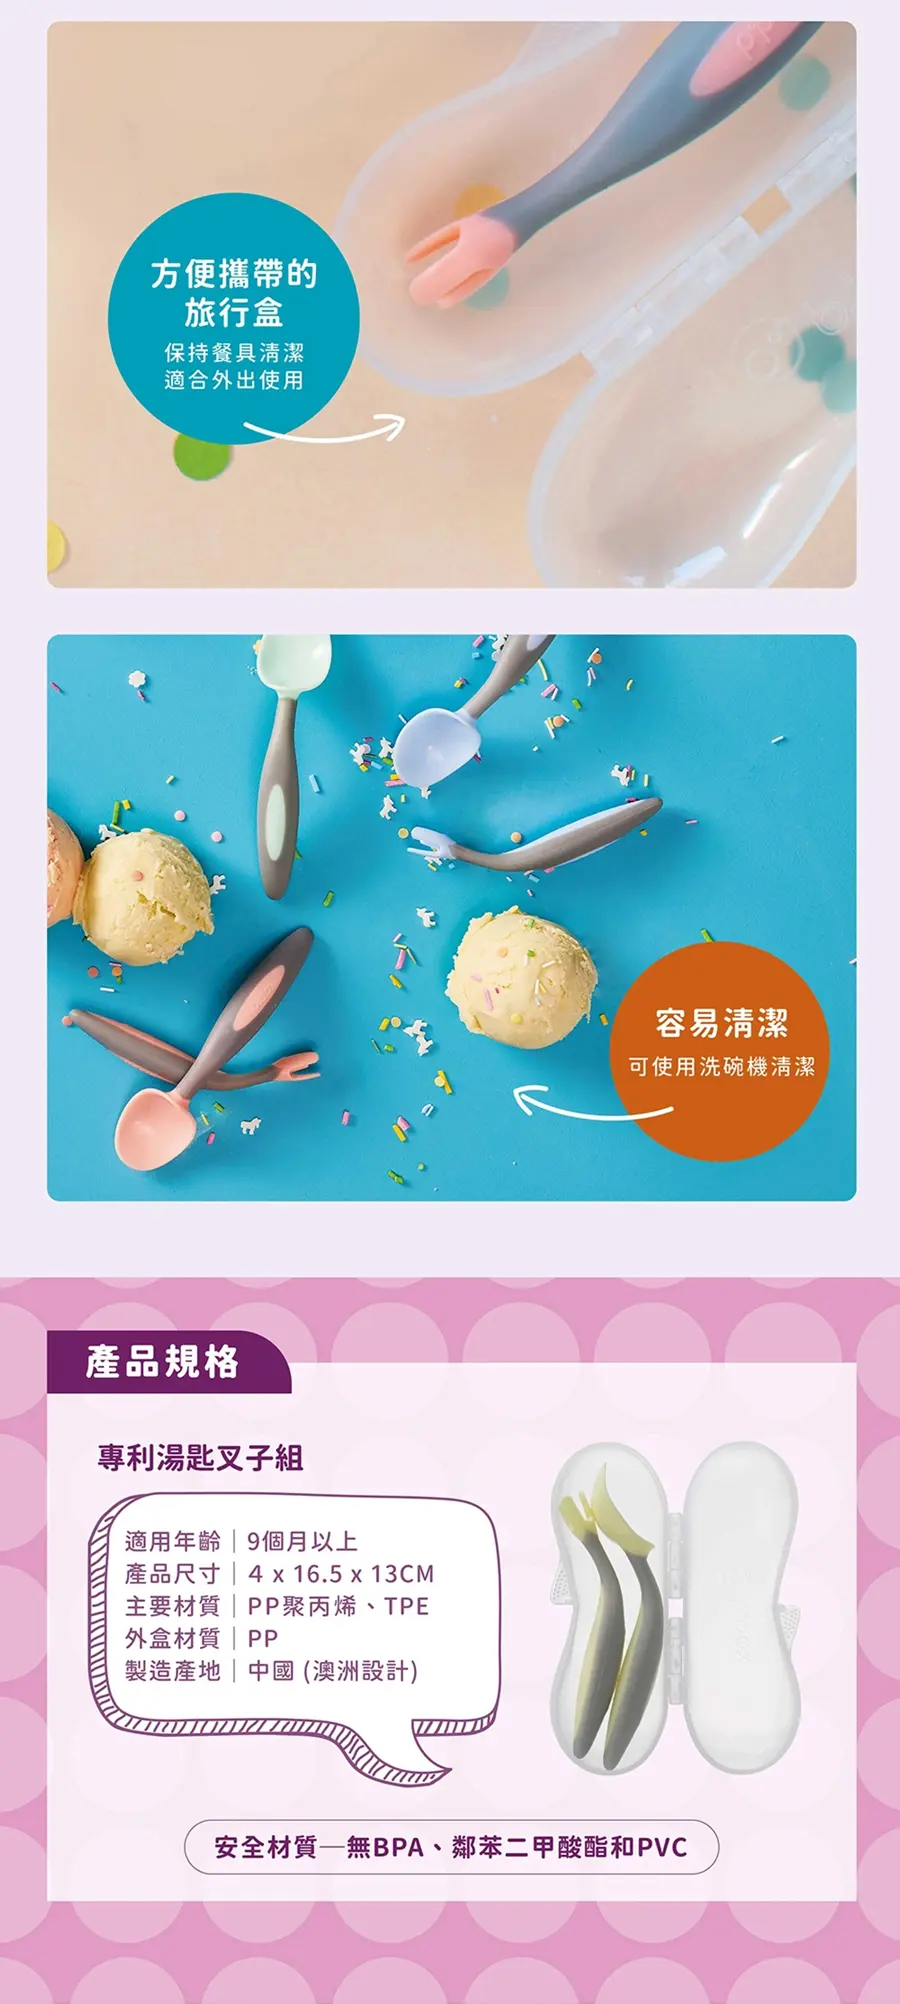 方便攜帶的
旅行盒
保持餐具清潔
適合外出使用
容易清潔
可使用洗碗機清潔
產品規格
專利湯匙叉子組
適用年齡｜9個月以上
產品尺寸｜4 x 16.5 x 13CM
主要材質｜PP聚丙烯、TPE
外盒材質｜PP
製造產地｜中國 (澳洲設計)
安全材質—無BPA、鄰苯二甲酸酯和PVC